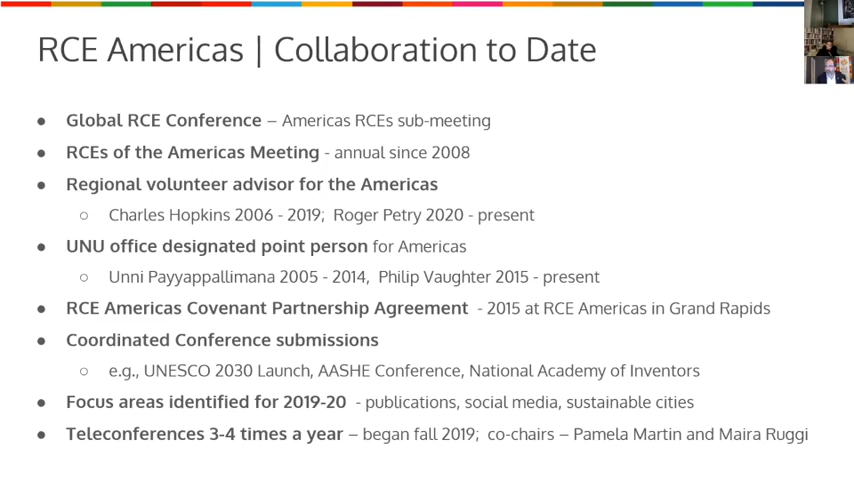 RCE Americas | Collaboration to Date
● Global RCE Conference – Americas RCEs sub-meeting
● RCEs of the Americas Meeting - annual since 2008
● Regional volunteer advisor for the Americas
○ Charles Hopkins 2006 - 2019; Roger Petry 2020 - present
● UNU office designated point person for Americas
○ Unni Payyappallimana 2005 - 2014, Philip Vaughter 2015 - present
● RCE Americas Covenant Partnership Agreement - 2015 at RCE Americas in Grand Rapids
● Coordinated Conference submissions
○ e.g., UNESCO 2030 Launch, AASHE Conference, National Academy of Inventors
● Focus areas identified for 2019-20 - publications, social media, sustainable cities
● Teleconferences 3-4 times a year – began fall 2019; co-chairs – Pamela Martin and Maira Ruggi